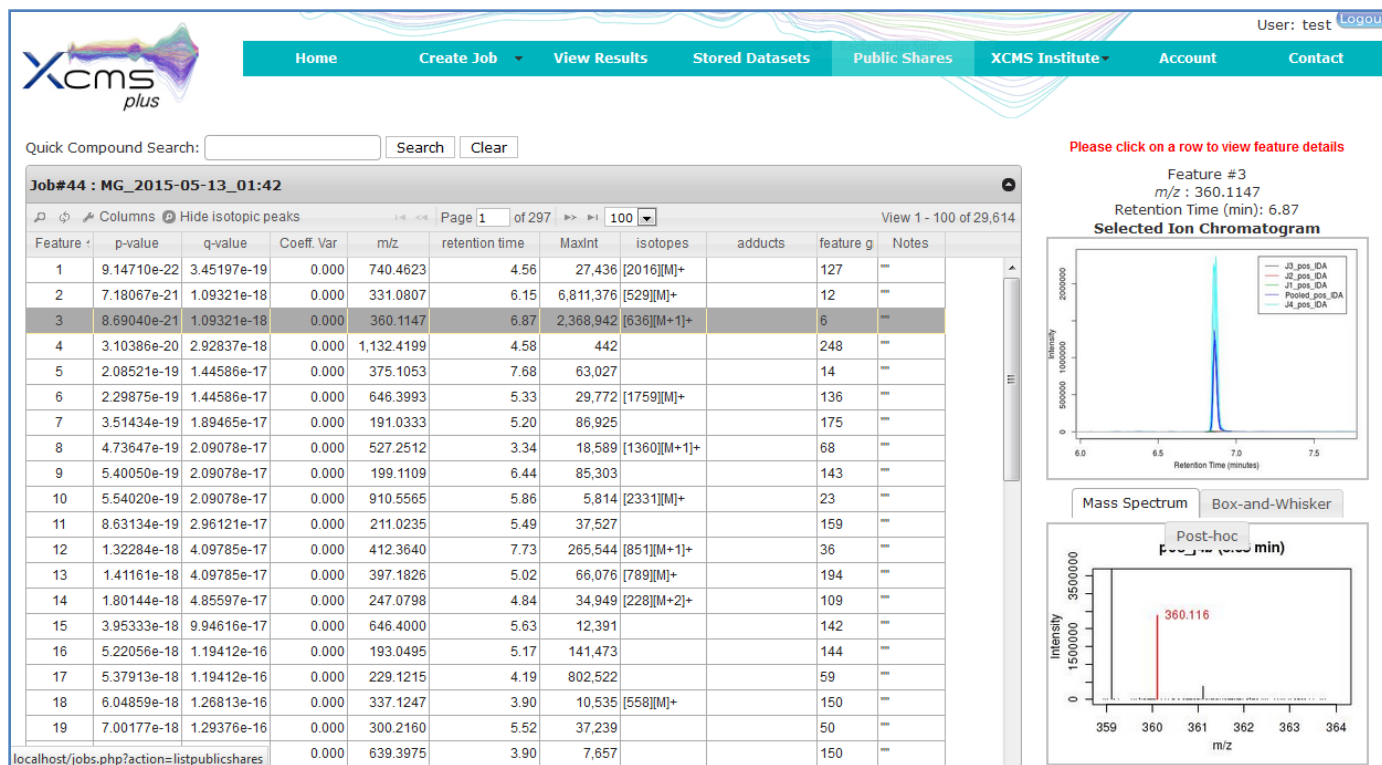 User: test Logou
Xcms plus
Home Create Job View Results Stored Datasets Public Shares XCMS Institute Account Contact
Quick Compound Search: Search Clear
Job#44 : MG_2015-05-13_01:42
Columns Hide isotopic peaks Page 1 of 297 100 View 1 - 100 of 29,614
Feature p-value q-value Coeff. Var m/z retention time MaxInt isotopes adducts feature g Notes
1 9.14710e-22 3.45197e-19 0.000 740.4623 4.56 27,436 [2016][M]+ 127 ""
2 7.18067e-21 1.09321e-18 0.000 331.0807 6.15 6,811,376 [529][M]+ 12 ""
3 8.69040e-21 1.09321e-18 0.000 360.1147 6.87 2,368,942 [636][M+1]+ 6 ""
4 3.10386e-20 2.92837e-18 0.000 1,132.4199 4.58 442 248 ""
5 2.08521e-19 1.44586e-17 0.000 375.1053 7.68 63,027 14 ""
6 2.29875e-19 1.44586e-17 0.000 646.3993 5.33 29,772 [1759][M]+ 136 ""
7 3.51434e-19 1.89465e-17 0.000 191.0333 5.20 86,925 175 ""
8 4.73647e-19 2.09078e-17 0.000 527.2512 3.34 18,589 [1360][M+1]+ 68 ""
9 5.40050e-19 2.09078e-17 0.000 199.1109 6.44 85,303 143 ""
10 5.54020e-19 2.09078e-17 0.000 910.5565 5.86 5,814 [2331][M]+ 23 ""
11 8.63134e-19 2.96121e-17 0.000 211.0235 5.49 37,527 159 ""
12 1.32284e-18 4.09785e-17 0.000 412.3640 7.73 265,544 [851][M+1]+ 36 ""
13 1.41161e-18 4.09785e-17 0.000 397.1826 5.02 66,076 [789][M]+ 194 ""
14 1.80144e-18 4.85597e-17 0.000 247.0798 4.84 34,949 [228][M+2]+ 109 ""
15 3.95333e-18 9.94616e-17 0.000 646.4000 5.63 12,391 142 ""
16 5.22056e-18 1.19412e-16 0.000 193.0495 5.17 141,473 144 ""
17 5.37913e-18 1.19412e-16 0.000 229.1215 4.19 802,522 59 ""
18 6.04859e-18 1.26813e-16 0.000 337.1247 3.90 10,535 [558][M]+ 150 ""
19 7.00177e-18 1.29376e-16 0.000 300.2160 5.52 37,239 50 ""
0.000 639.3975 3.90 7,657 150 ""
localhost/jobs.php?action=listpublicshares
Please click on a row to view feature details
Feature #3
m/z : 360.1147
Retention Time (min): 6.87
Selected Ion Chromatogram
J3_pos_IDA
J2_pos_IDA
J1_pos_IDA
Pooled_pos_IDA
J4_pos_IDA
Intensity
2000000
1000000
500000
0
6.0 6.5 7.0 7.5
Retention Time (minutes)
Mass Spectrum Box-and-Whisker
Post-hoc
min)
Intensity
3500000
1500000
0
360.116
359 360 361 362 363 364
m/z